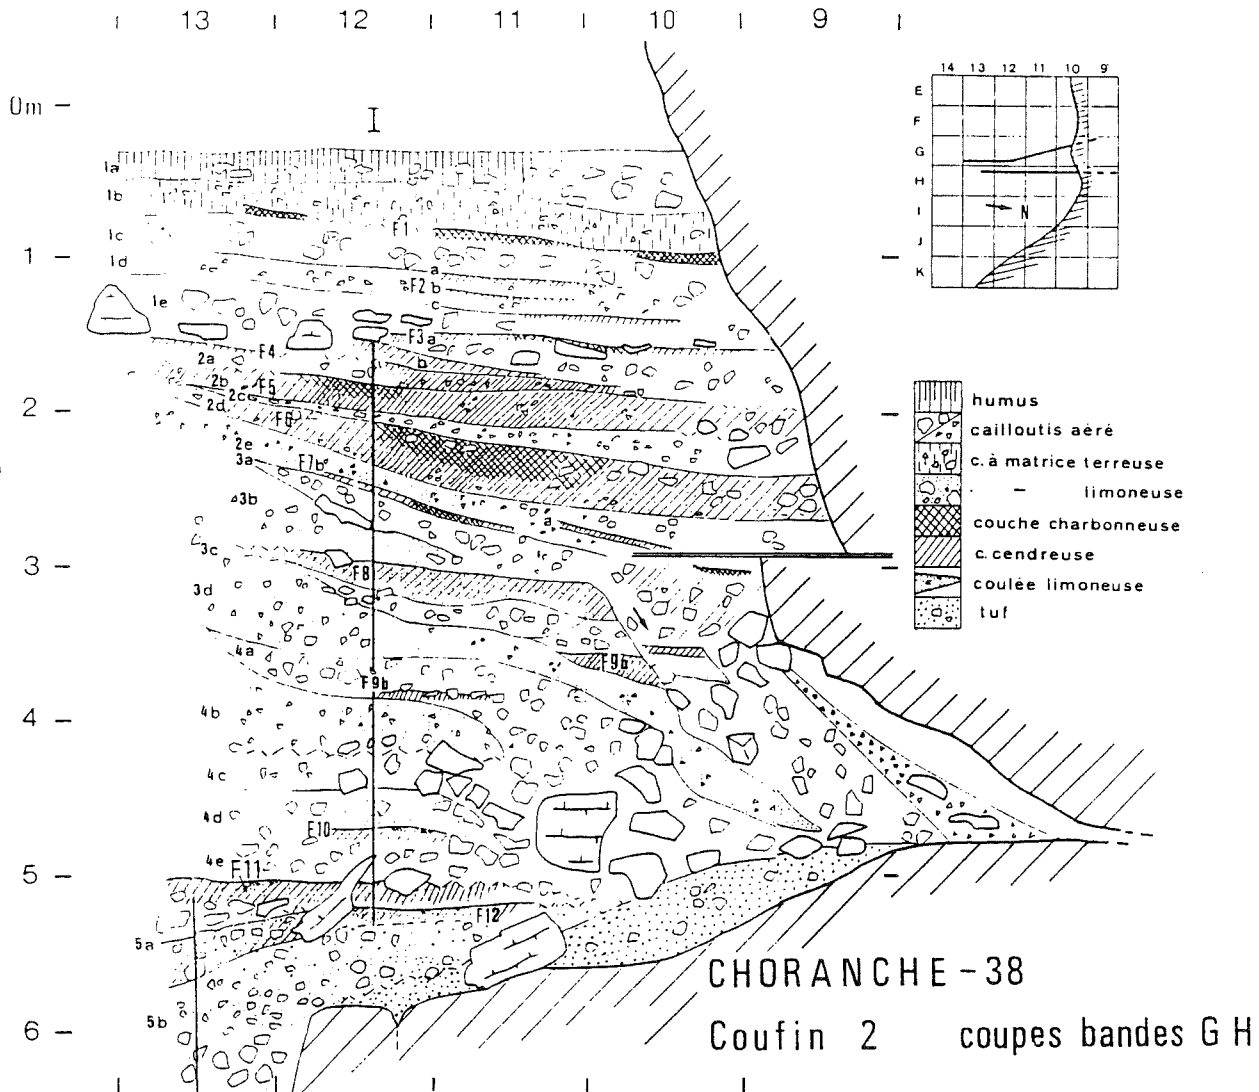 13 12 11 10 9
0m
I
1a
1b
F1
1c
1
1d
a
F2 b
c
1e
F3a
F4
2a
b
2b
F5
2c
2
2d
F6
2e
3a
F7b
3b
a
3
3c
F8
3d
4a
F9b
F9b
4
4b
4c
4d
F10
4e
F11
5
F12
5a
5b
6
14 13 12 11 10 9
E
F
G
H
I
N
J
K
humus
cailloutis aéré
c. à matrice terreuse
- limoneuse
couche charbonneuse
c. cendreuse
coulée limoneuse
tuf
CHORANCHE-38
Coufin 2 coupes bandes G H